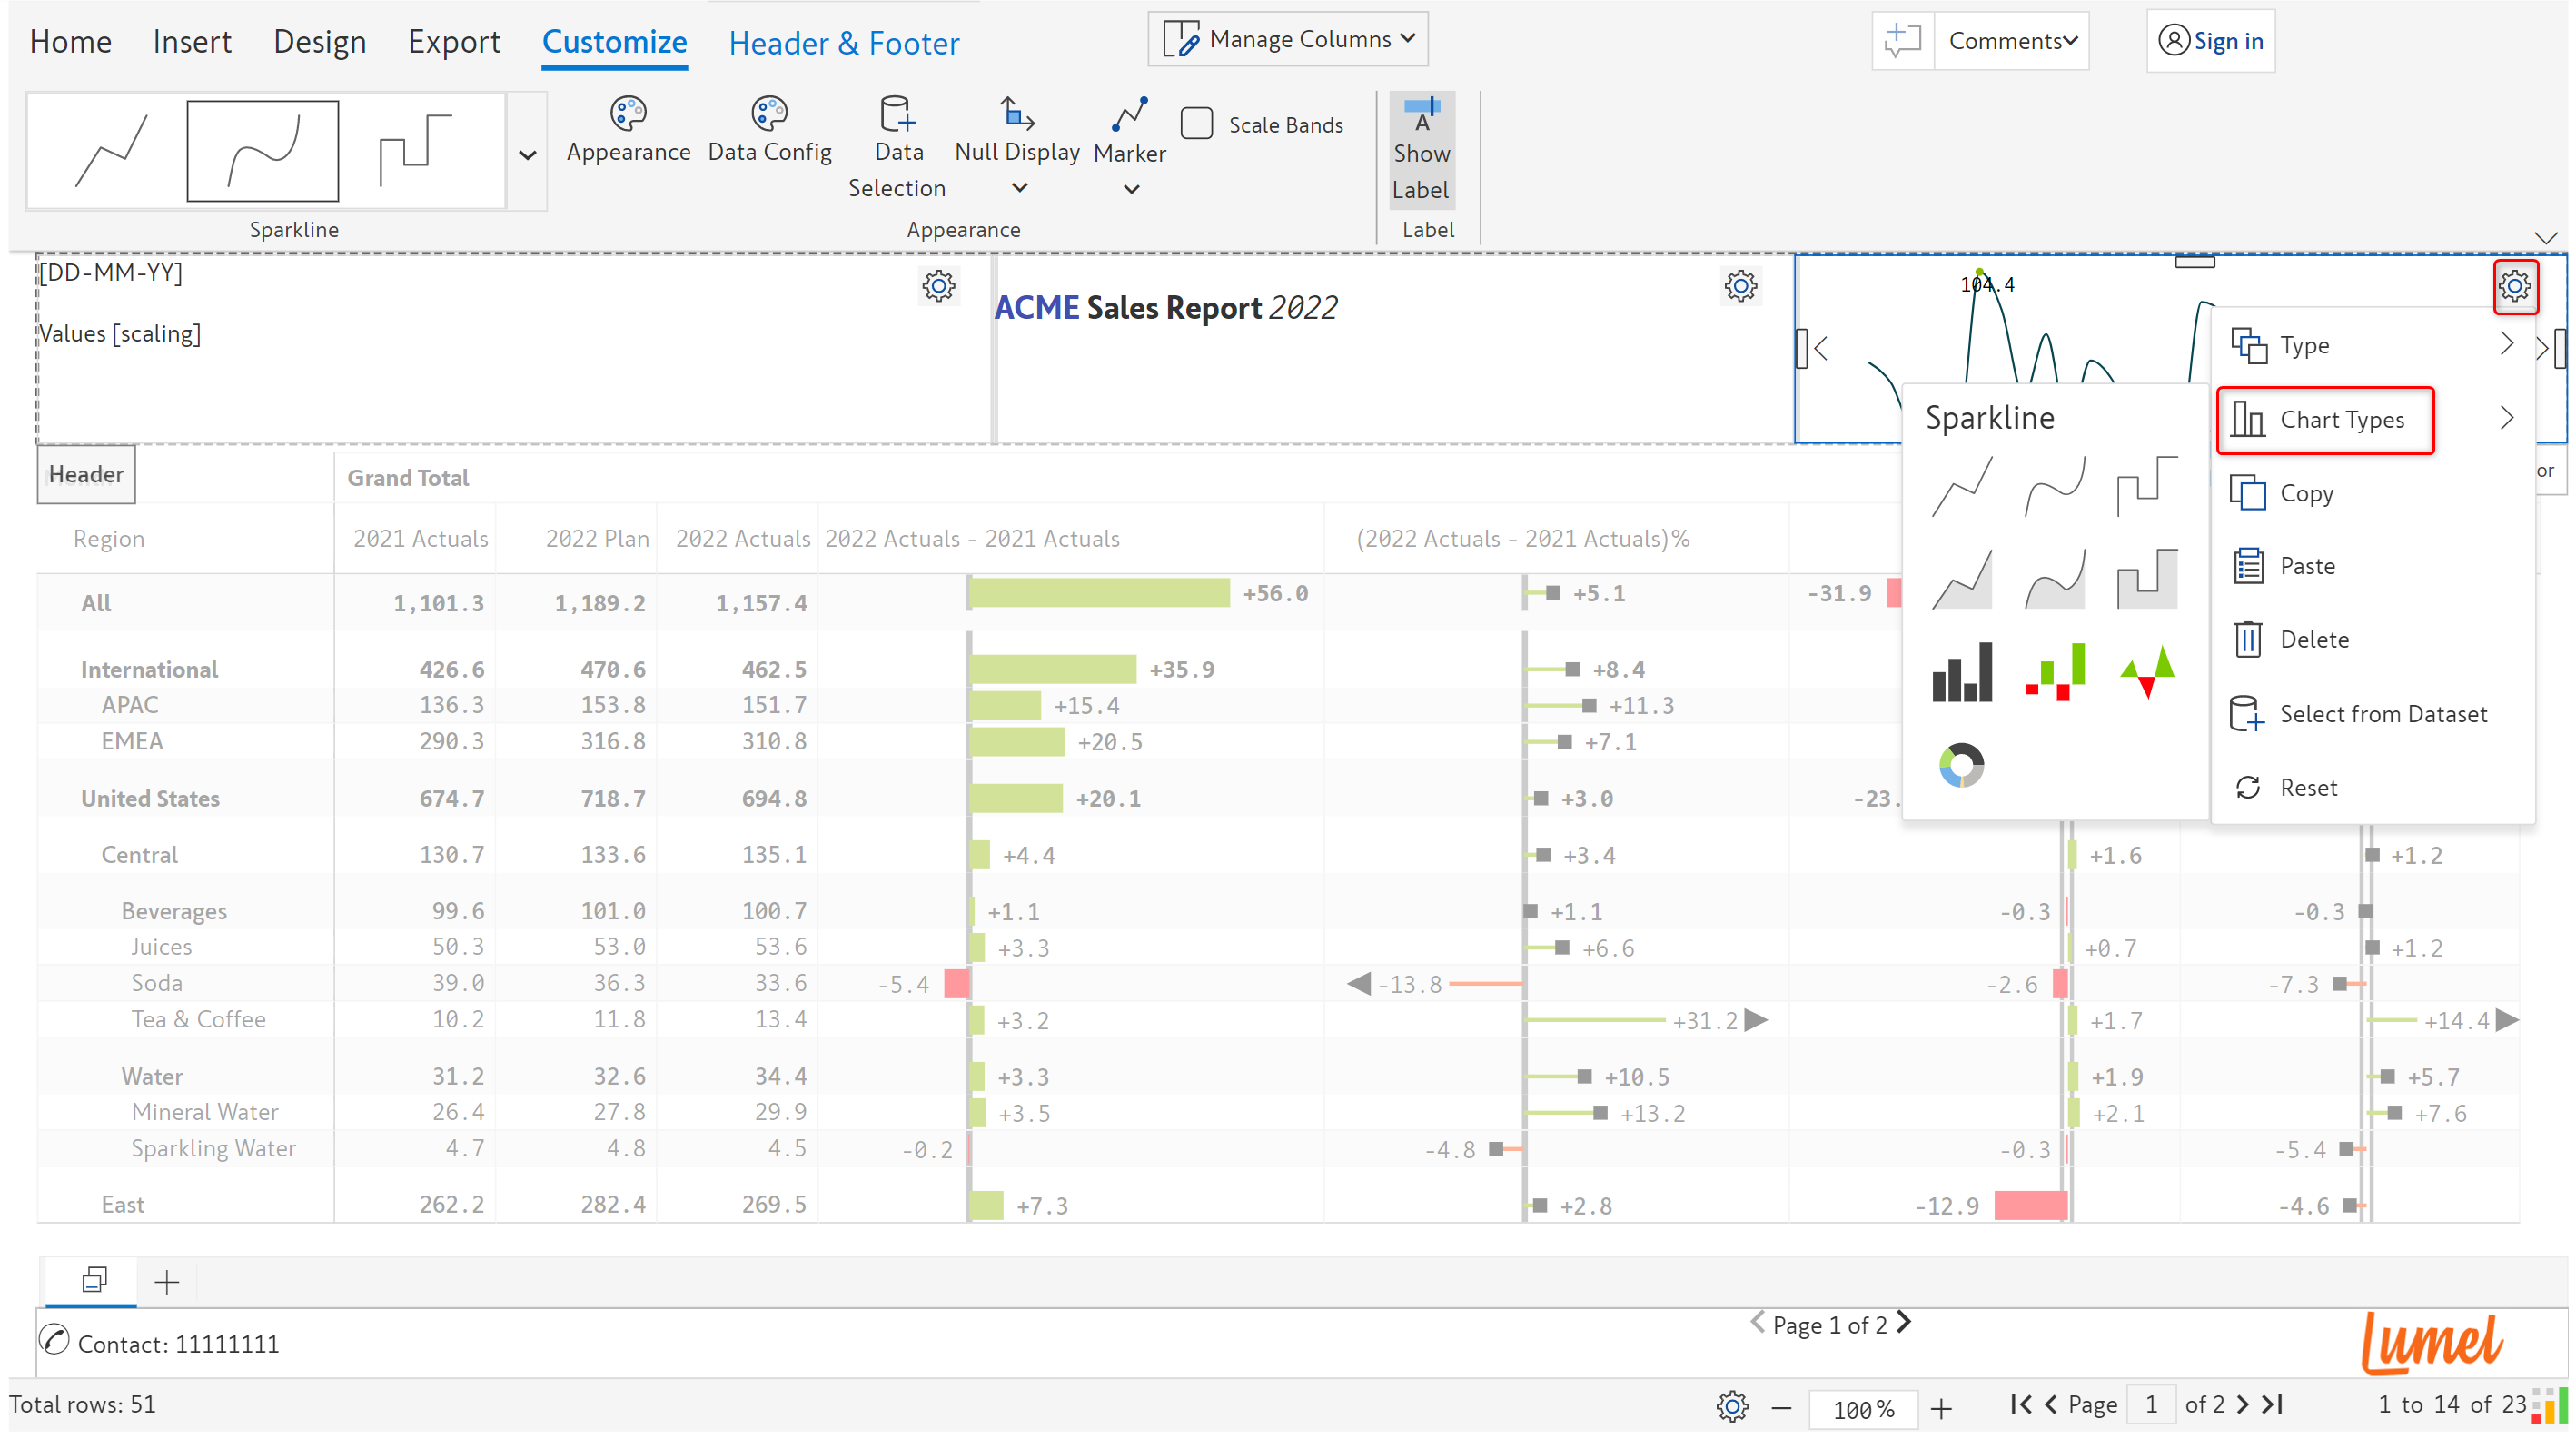 Home Insert Design Export Customize Header & Footer Manage Columns Comments Sign in
Appearance Data Config Data Selection Null Display Marker Scale Bands Show Label
Sparkline Appearance Label
[DD-MM-YY]
Values [scaling]
ACME Sales Report 2022
104.4
Type
Chart Types
Copy
Paste
Delete
Select from Dataset
Reset
Sparkline
Header Grand Total
or
Region 2021 Actuals 2022 Plan 2022 Actuals 2022 Actuals - 2021 Actuals (2022 Actuals - 2021 Actuals)%
All 1,101.3 1,189.2 1,157.4 +56.0 +5.1 -31.9
International 426.6 470.6 462.5 +35.9 +8.4
APAC 136.3 153.8 151.7 +15.4 +11.3
EMEA 290.3 316.8 310.8 +20.5 +7.1
United States 674.7 718.7 694.8 +20.1 +3.0 -23.
Central 130.7 133.6 135.1 +4.4 +3.4 +1.6 +1.2
Beverages 99.6 101.0 100.7 +1.1 +1.1 -0.3 -0.3
Juices 50.3 53.0 53.6 +3.3 +6.6 +0.7 +1.2
Soda 39.0 36.3 33.6 -5.4 -13.8 -2.6 -7.3
Tea & Coffee 10.2 11.8 13.4 +3.2 +31.2 +1.7 +14.4
Water 31.2 32.6 34.4 +3.3 +10.5 +1.9 +5.7
Mineral Water 26.4 27.8 29.9 +3.5 +13.2 +2.1 +7.6
Sparkling Water 4.7 4.8 4.5 -0.2 -4.8 -0.3 -5.4
East 262.2 282.4 269.5 +7.3 +2.8 -12.9 -4.6
Contact: 11111111 Page 1 of 2 Lumel
Total rows: 51 100% Page 1 of 2 1 to 14 of 23